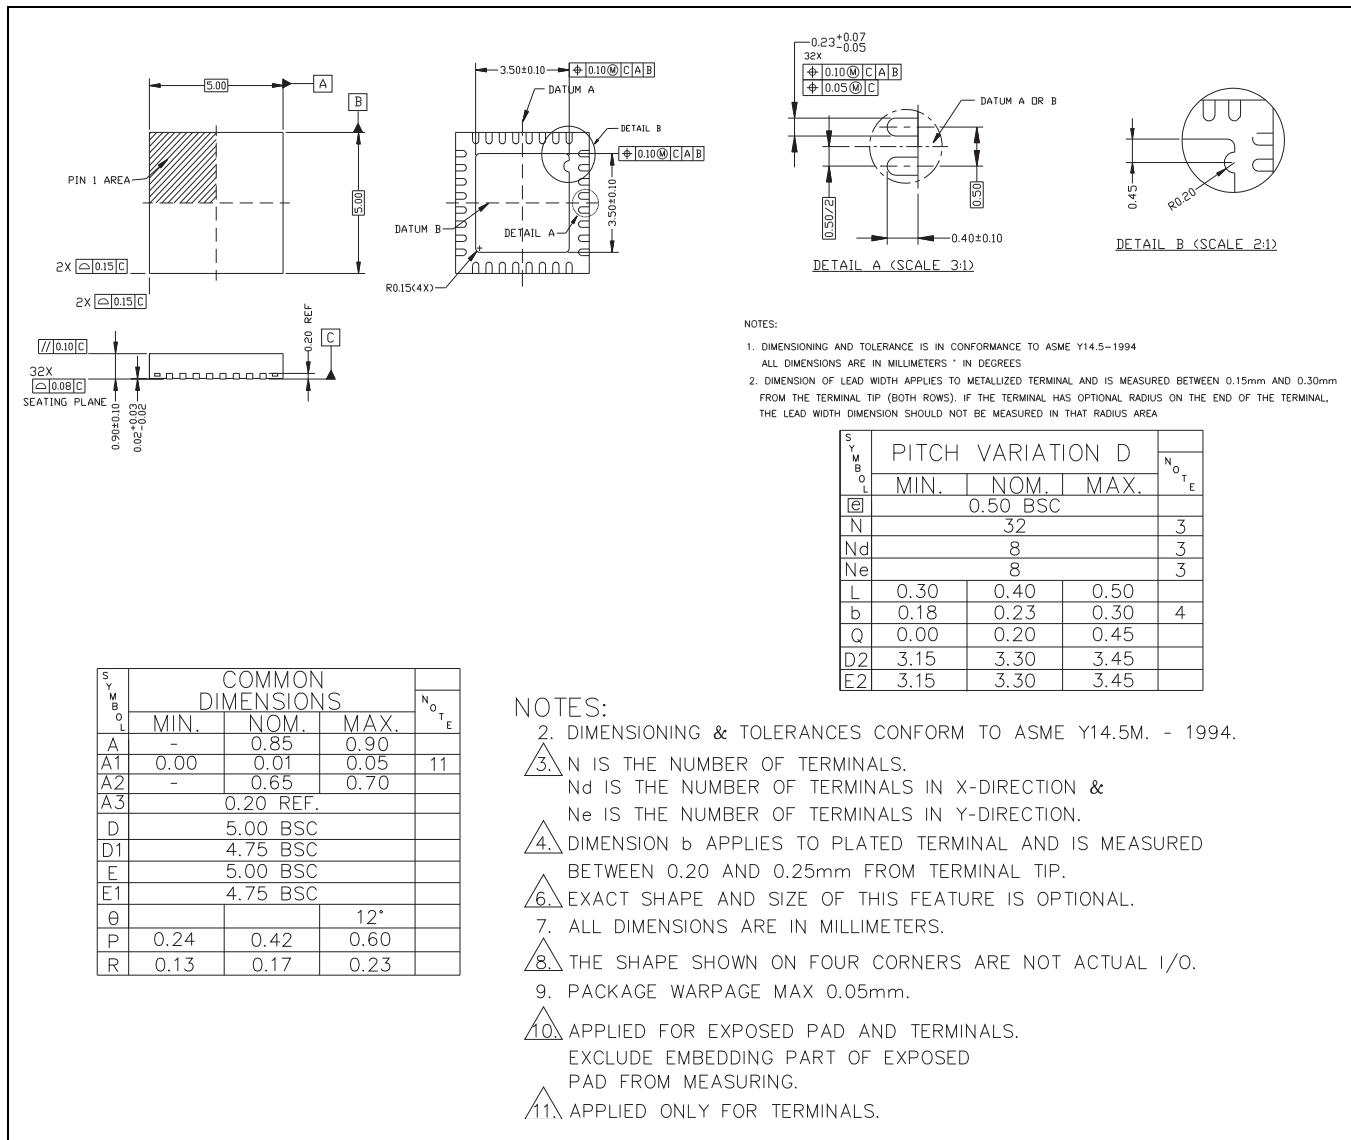 5.00
A
B
PIN 1 AREA
5.00
2X ⌓ 0.15 C
2X ⌓ 0.15 C
3.50±0.10
⌖ 0.10 Ⓜ C A B
DATUM A
DETAIL B
⌖ 0.10 Ⓜ C A B
3.50±0.10
DATUM B
DETAIL A
R0.15(4X)
0.23 +0.07
-0.05
32X
⌖ 0.10 Ⓜ C A B
⌖ 0.05 Ⓜ C
DATUM A OR B
0.50/2
0.50
0.40±0.10
DETAIL A (SCALE 3:1)
0.45
R0.20
DETAIL B (SCALE 2:1)
// 0.10 C
32X
⌓ 0.08 C
SEATING PLANE
0.90±0.10
0.02 +0.03
-0.02
0.20 REF
C
NOTES:
1. DIMENSIONING AND TOLERANCE IS IN CONFORMANCE TO ASME Y14.5-1994
ALL DIMENSIONS ARE IN MILLIMETERS ° IN DEGREES
2. DIMENSION OF LEAD WIDTH APPLIES TO METALLIZED TERMINAL AND IS MEASURED BETWEEN 0.15mm AND 0.30mm
FROM THE TERMINAL TIP (BOTH ROWS). IF THE TERMINAL HAS OPTIONAL RADIUS ON THE END OF THE TERMINAL,
THE LEAD WIDTH DIMENSION SHOULD NOT BE MEASURED IN THAT RADIUS AREA
SYMBOL PITCH VARIATION D NOTE
MIN. NOM. MAX.
e 0.50 BSC
N 32 3
Nd 8 3
Ne 8 3
L 0.30 0.40 0.50
b 0.18 0.23 0.30 4
Q 0.00 0.20 0.45
D2 3.15 3.30 3.45
E2 3.15 3.30 3.45
SYMBOL COMMON
DIMENSIONS NOTE
MIN. NOM. MAX.
A - 0.85 0.90
A1 0.00 0.01 0.05 11
A2 - 0.65 0.70
A3 0.20 REF.
D 5.00 BSC
D1 4.75 BSC
E 5.00 BSC
E1 4.75 BSC
θ 12°
P 0.24 0.42 0.60
R 0.13 0.17 0.23
NOTES:
2. DIMENSIONING & TOLERANCES CONFORM TO ASME Y14.5M. - 1994.
3. N IS THE NUMBER OF TERMINALS.
Nd IS THE NUMBER OF TERMINALS IN X-DIRECTION &
Ne IS THE NUMBER OF TERMINALS IN Y-DIRECTION.
4. DIMENSION b APPLIES TO PLATED TERMINAL AND IS MEASURED
BETWEEN 0.20 AND 0.25mm FROM TERMINAL TIP.
6. EXACT SHAPE AND SIZE OF THIS FEATURE IS OPTIONAL.
7. ALL DIMENSIONS ARE IN MILLIMETERS.
8. THE SHAPE SHOWN ON FOUR CORNERS ARE NOT ACTUAL I/O.
9. PACKAGE WARPAGE MAX 0.05mm.
10. APPLIED FOR EXPOSED PAD AND TERMINALS.
EXCLUDE EMBEDDING PART OF EXPOSED
PAD FROM MEASURING.
11. APPLIED ONLY FOR TERMINALS.